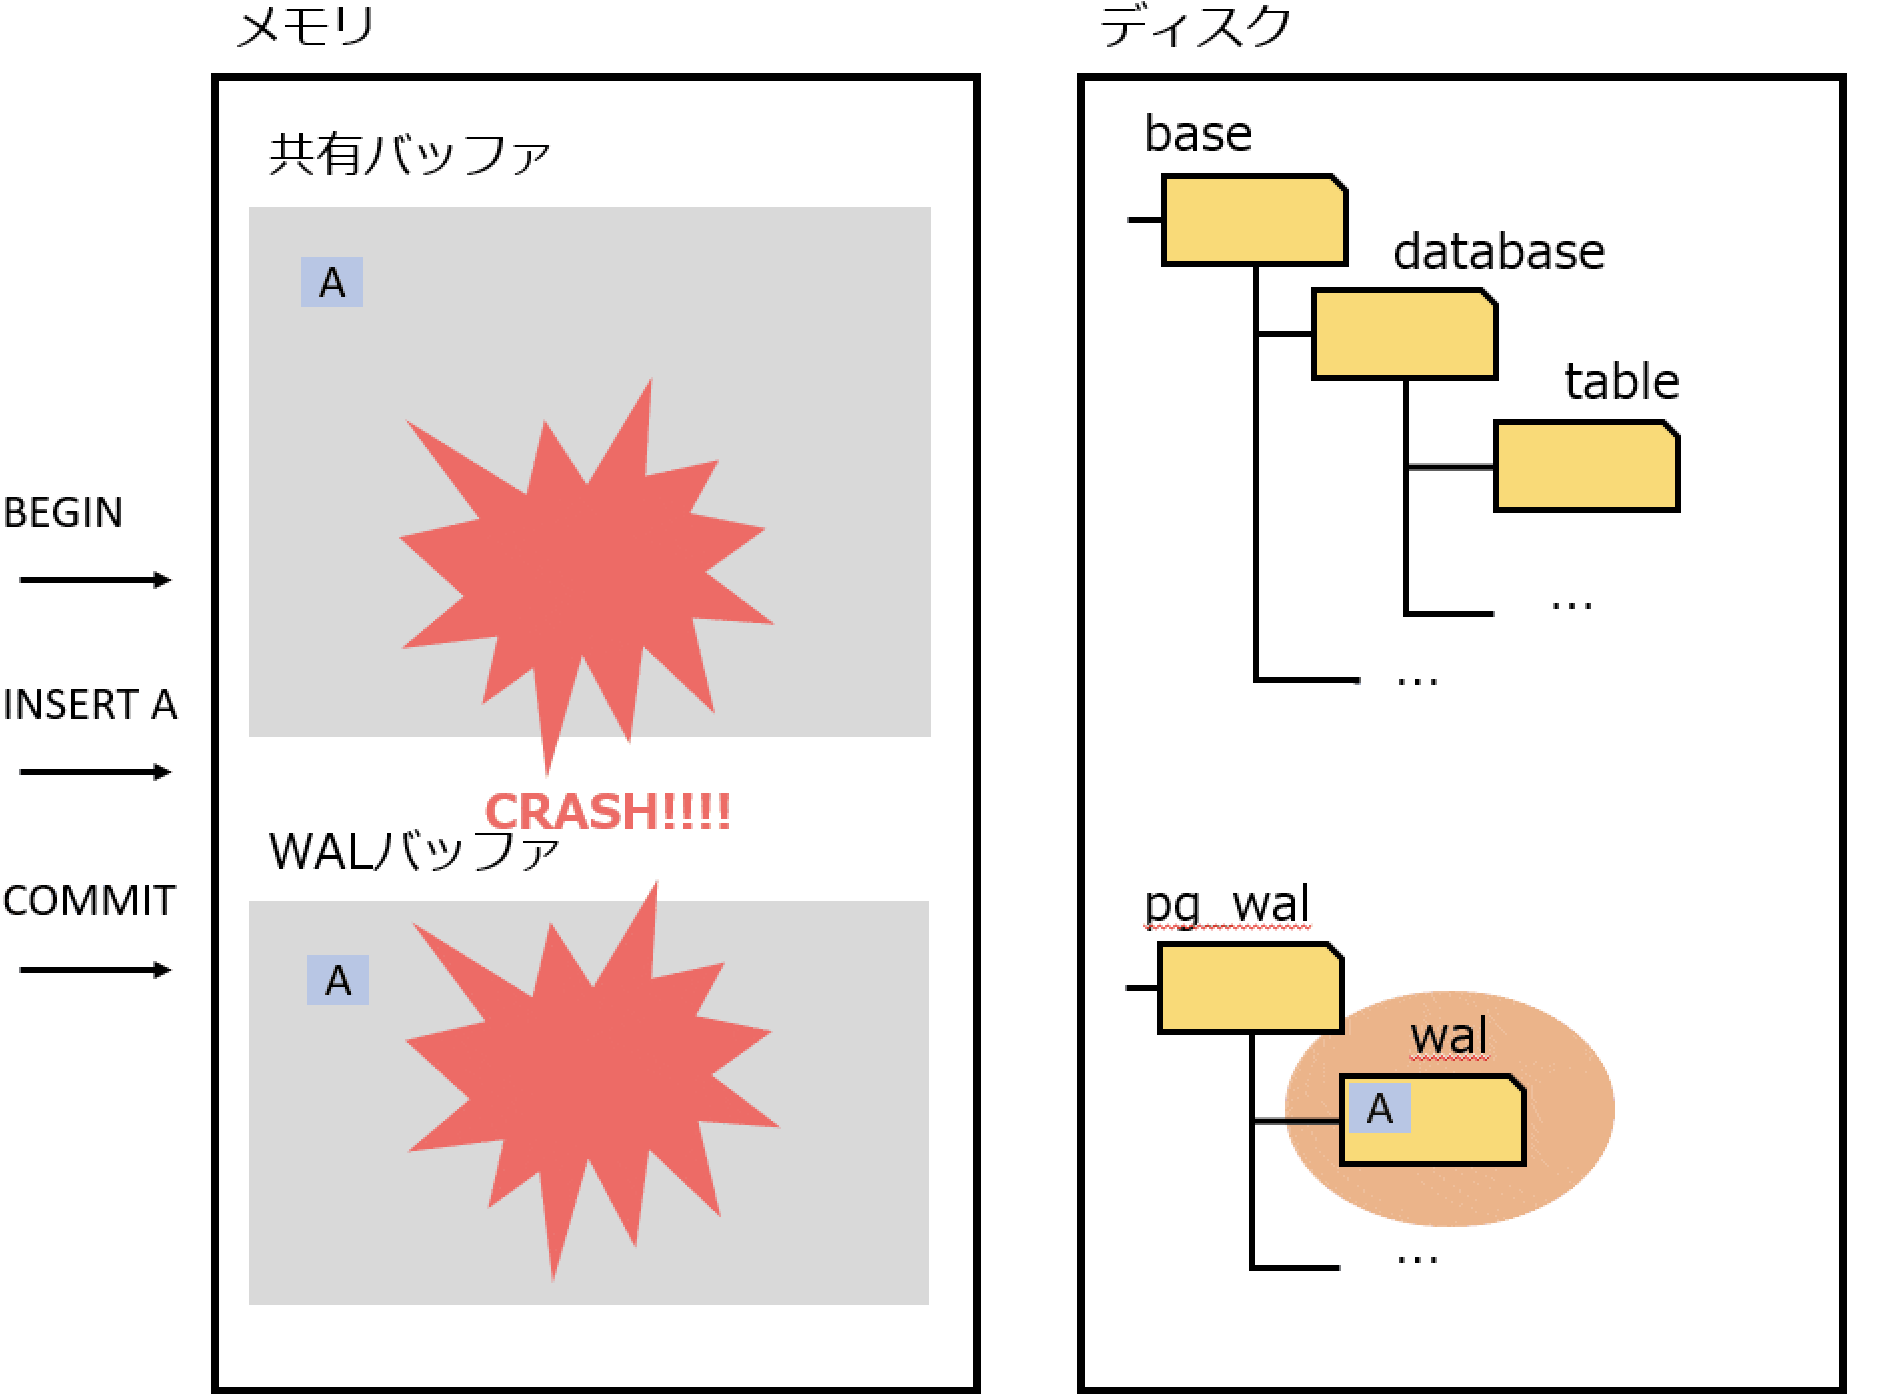 メモリ
ディスク
共有バッファ
A
base
database
table
…
…
BEGIN
INSERT A
COMMIT
CRASH!!!!
WALバッファ
A
pg_wal
wal
A
…